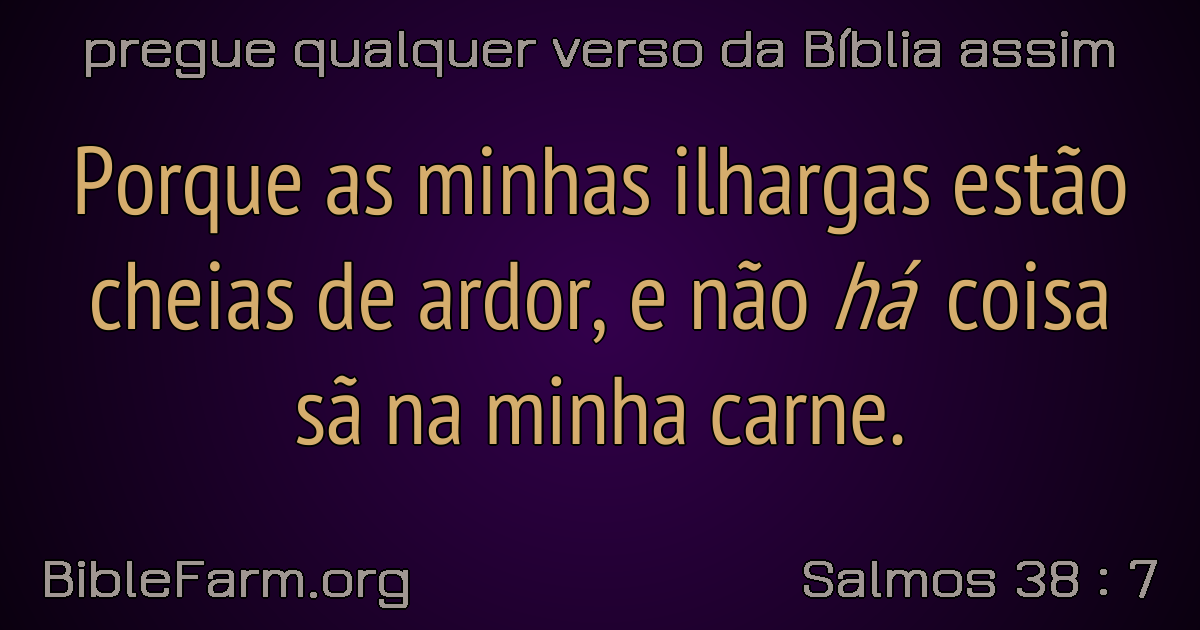 pregue qualquer verso da Bíblia assim
Porque as minhas ilhargas estão
cheias de ardor, e não há coisa
sã na minha carne.
BibleFarm.org
Salmos 38 : 7